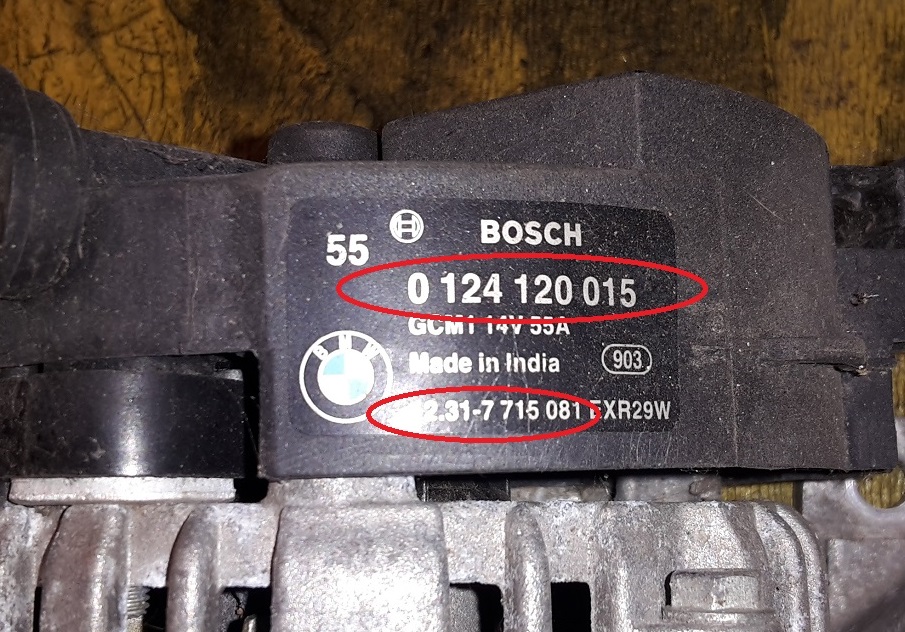 55 BOSCH
0 124 120 015
GCM1 14V 55A
BMW
Made in India 903
2.31-7 715 081 EXR29W